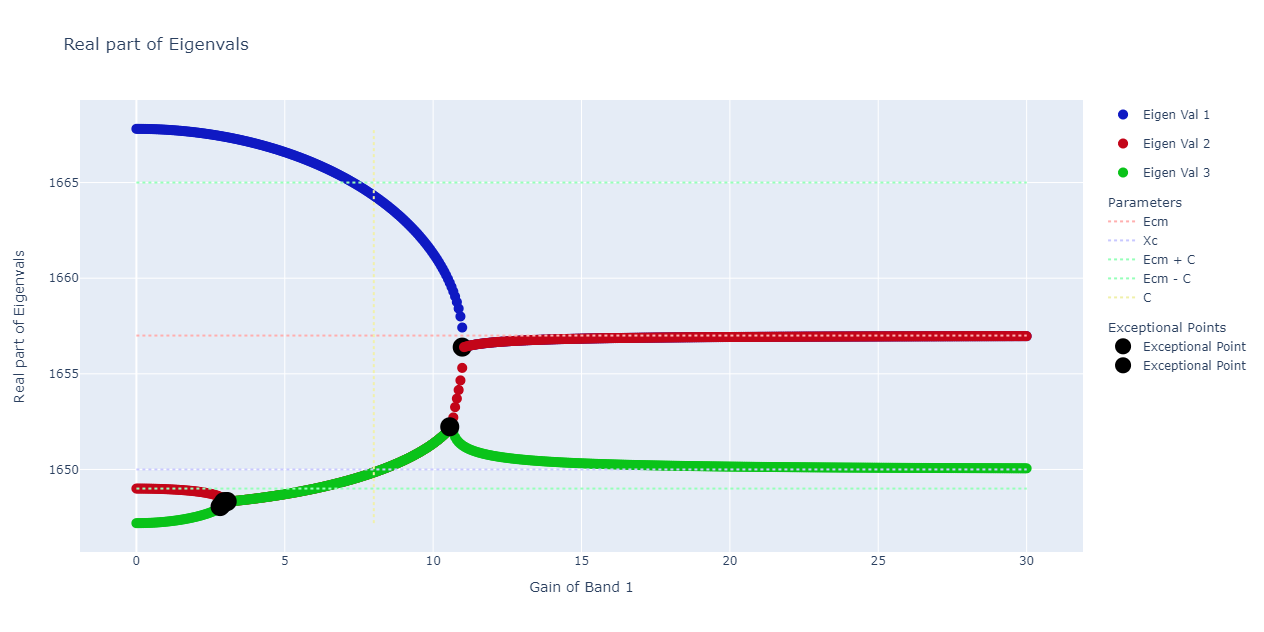 Real part of Eigenvals
Real part of Eigenvals
1665
1660
1655
1650
0 5 10 15 20 25 30
Gain of Band 1
Eigen Val 1
Eigen Val 2
Eigen Val 3
Parameters
Ecm
Xc
Ecm + C
Ecm - C
C
Exceptional Points
Exceptional Point
Exceptional Point